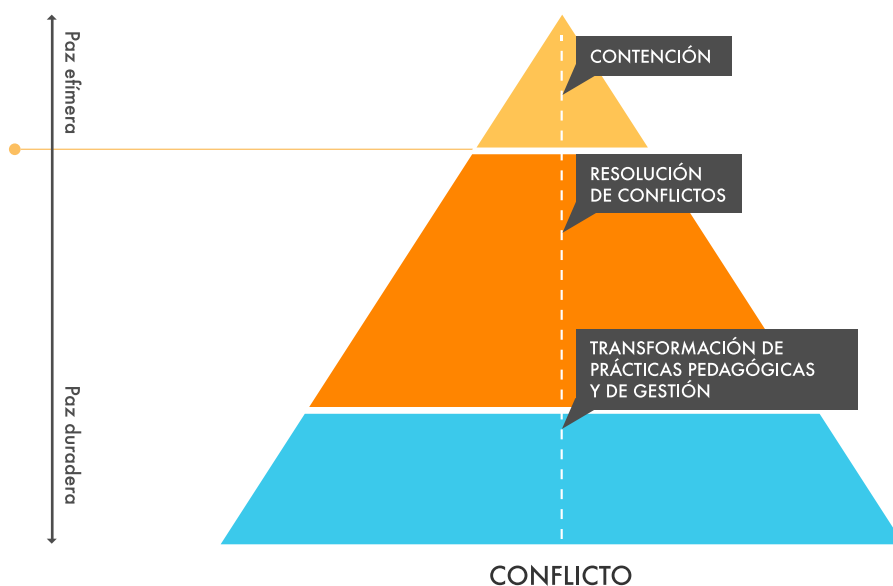 Paz efímera
CONTENCIÓN
RESOLUCIÓN
DE CONFLICTOS
TRANSFORMACIÓN DE
PRÁCTICAS PEDAGÓGICAS
Y DE GESTIÓN
Paz duradera
CONFLICTO